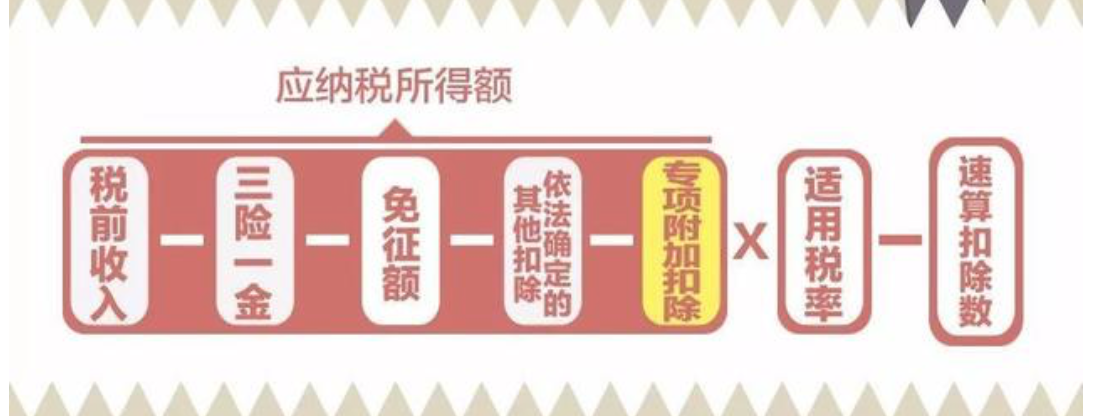 应纳税所得额
税前收入
三险一金
免征额
依法确定的
其他扣除
专项附加扣除
X
适用税率
速算扣除数